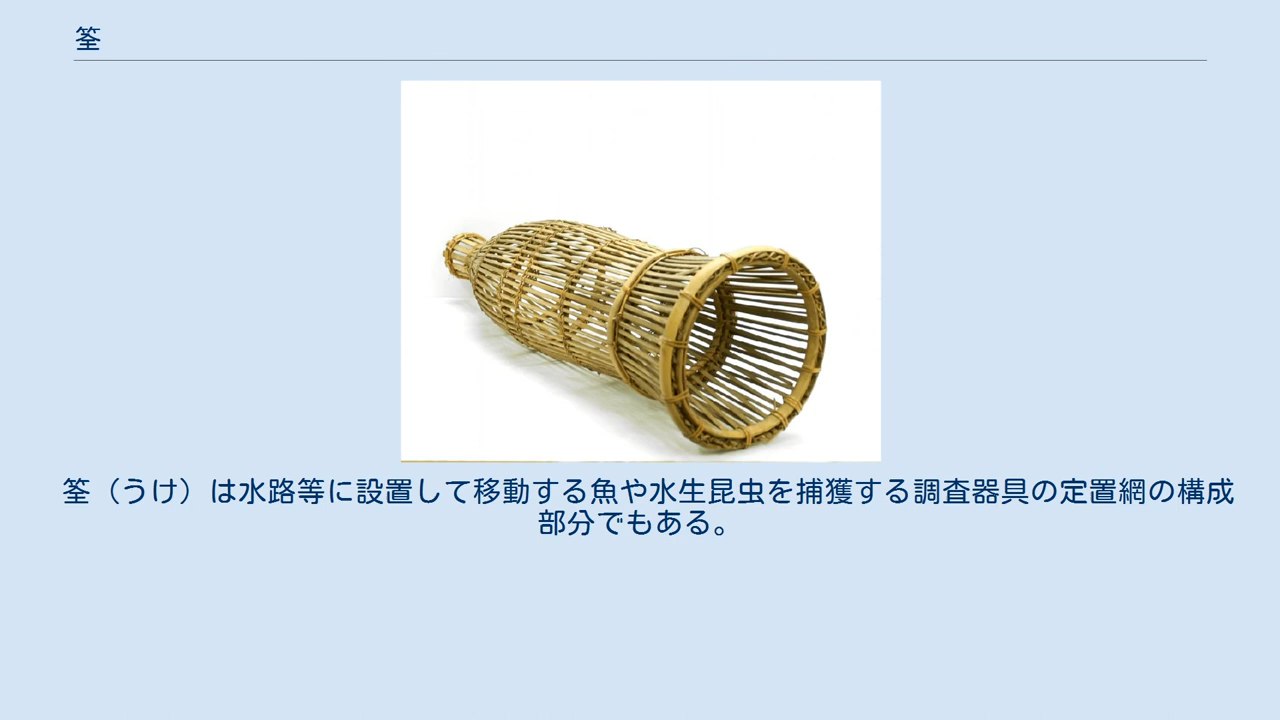 筌
筌（うけ）は水路等に設置して移動する魚や水生昆虫を捕獲する調査器具の定置網の構成
部分でもある。